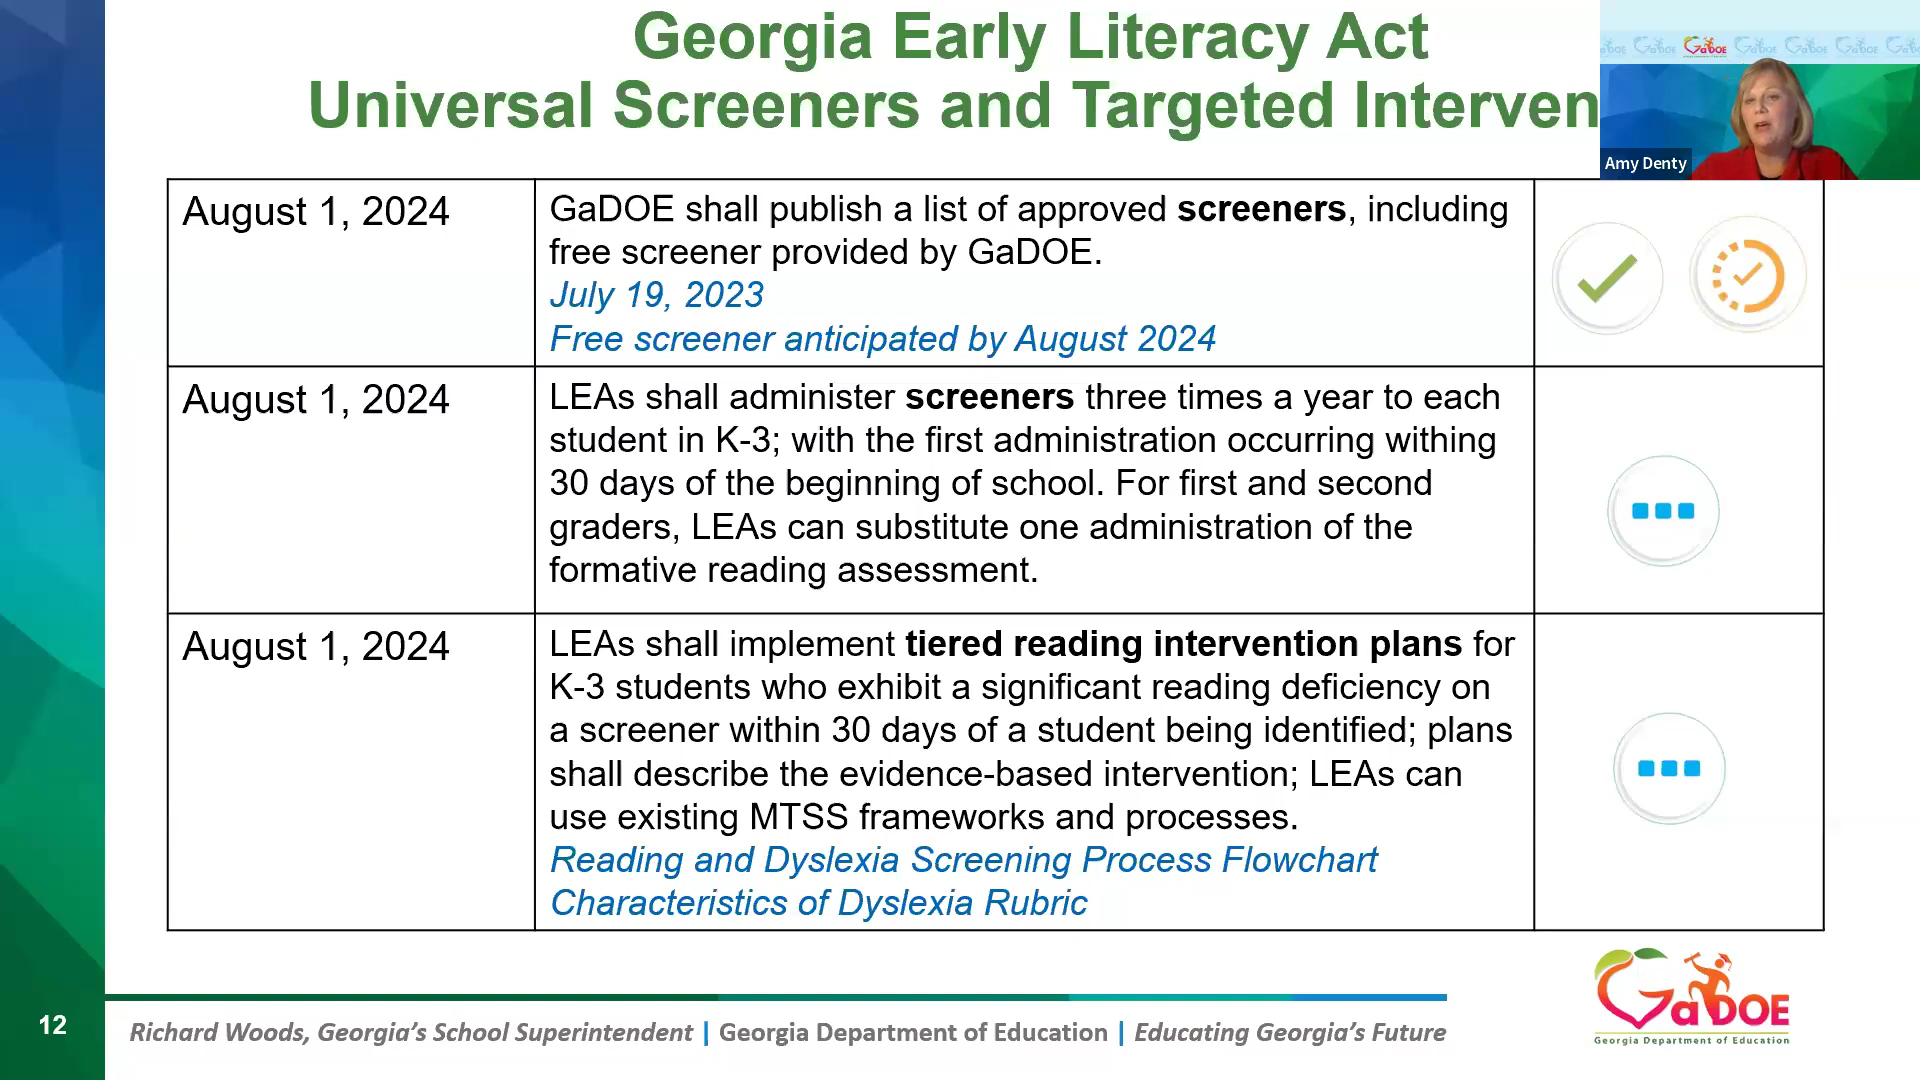 Georgia Early Literacy Act
Universal Screeners and Targeted Interven
GaDOE
Amy Denty
August 1, 2024
GaDOE shall publish a list of approved screeners, including
free screener provided by GaDOE.
July 19, 2023
Free screener anticipated by August 2024
August 1, 2024
LEAs shall administer screeners three times a year to each
student in K-3; with the first administration occurring withing
30 days of the beginning of school. For first and second
graders, LEAs can substitute one administration of the
formative reading assessment.
August 1, 2024
LEAs shall implement tiered reading intervention plans for
K-3 students who exhibit a significant reading deficiency on
a screener within 30 days of a student being identified; plans
shall describe the evidence-based intervention; LEAs can
use existing MTSS frameworks and processes.
Reading and Dyslexia Screening Process Flowchart
Characteristics of Dyslexia Rubric
12
Richard Woods, Georgia's School Superintendent | Georgia Department of Education | Educating Georgia's Future
GaDOE
Georgia Department of Education